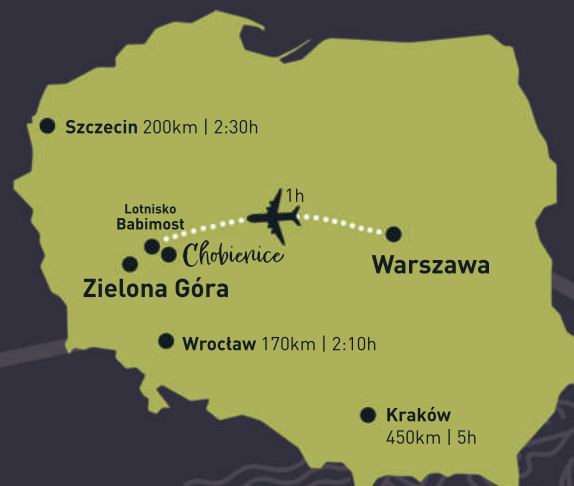 Szczecin 200km | 2:30h
1h
Lotnisko
Babimost
Chobienice
Warszawa
Zielona Góra
Wrocław 170km | 2:10h
Kraków
450km | 5h